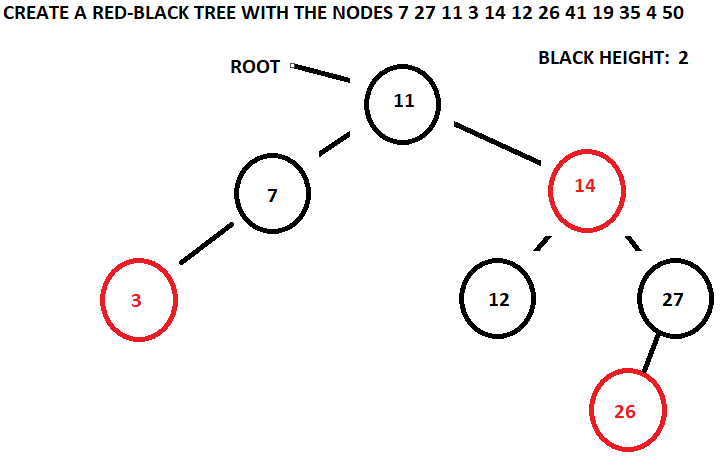 CREATE A RED-BLACK TREE WITH THE NODES 7 27 11 3 14 12 26 41 19 35 4 50
BLACK HEIGHT: 2
ROOT
11
7
14
3
12
27
26